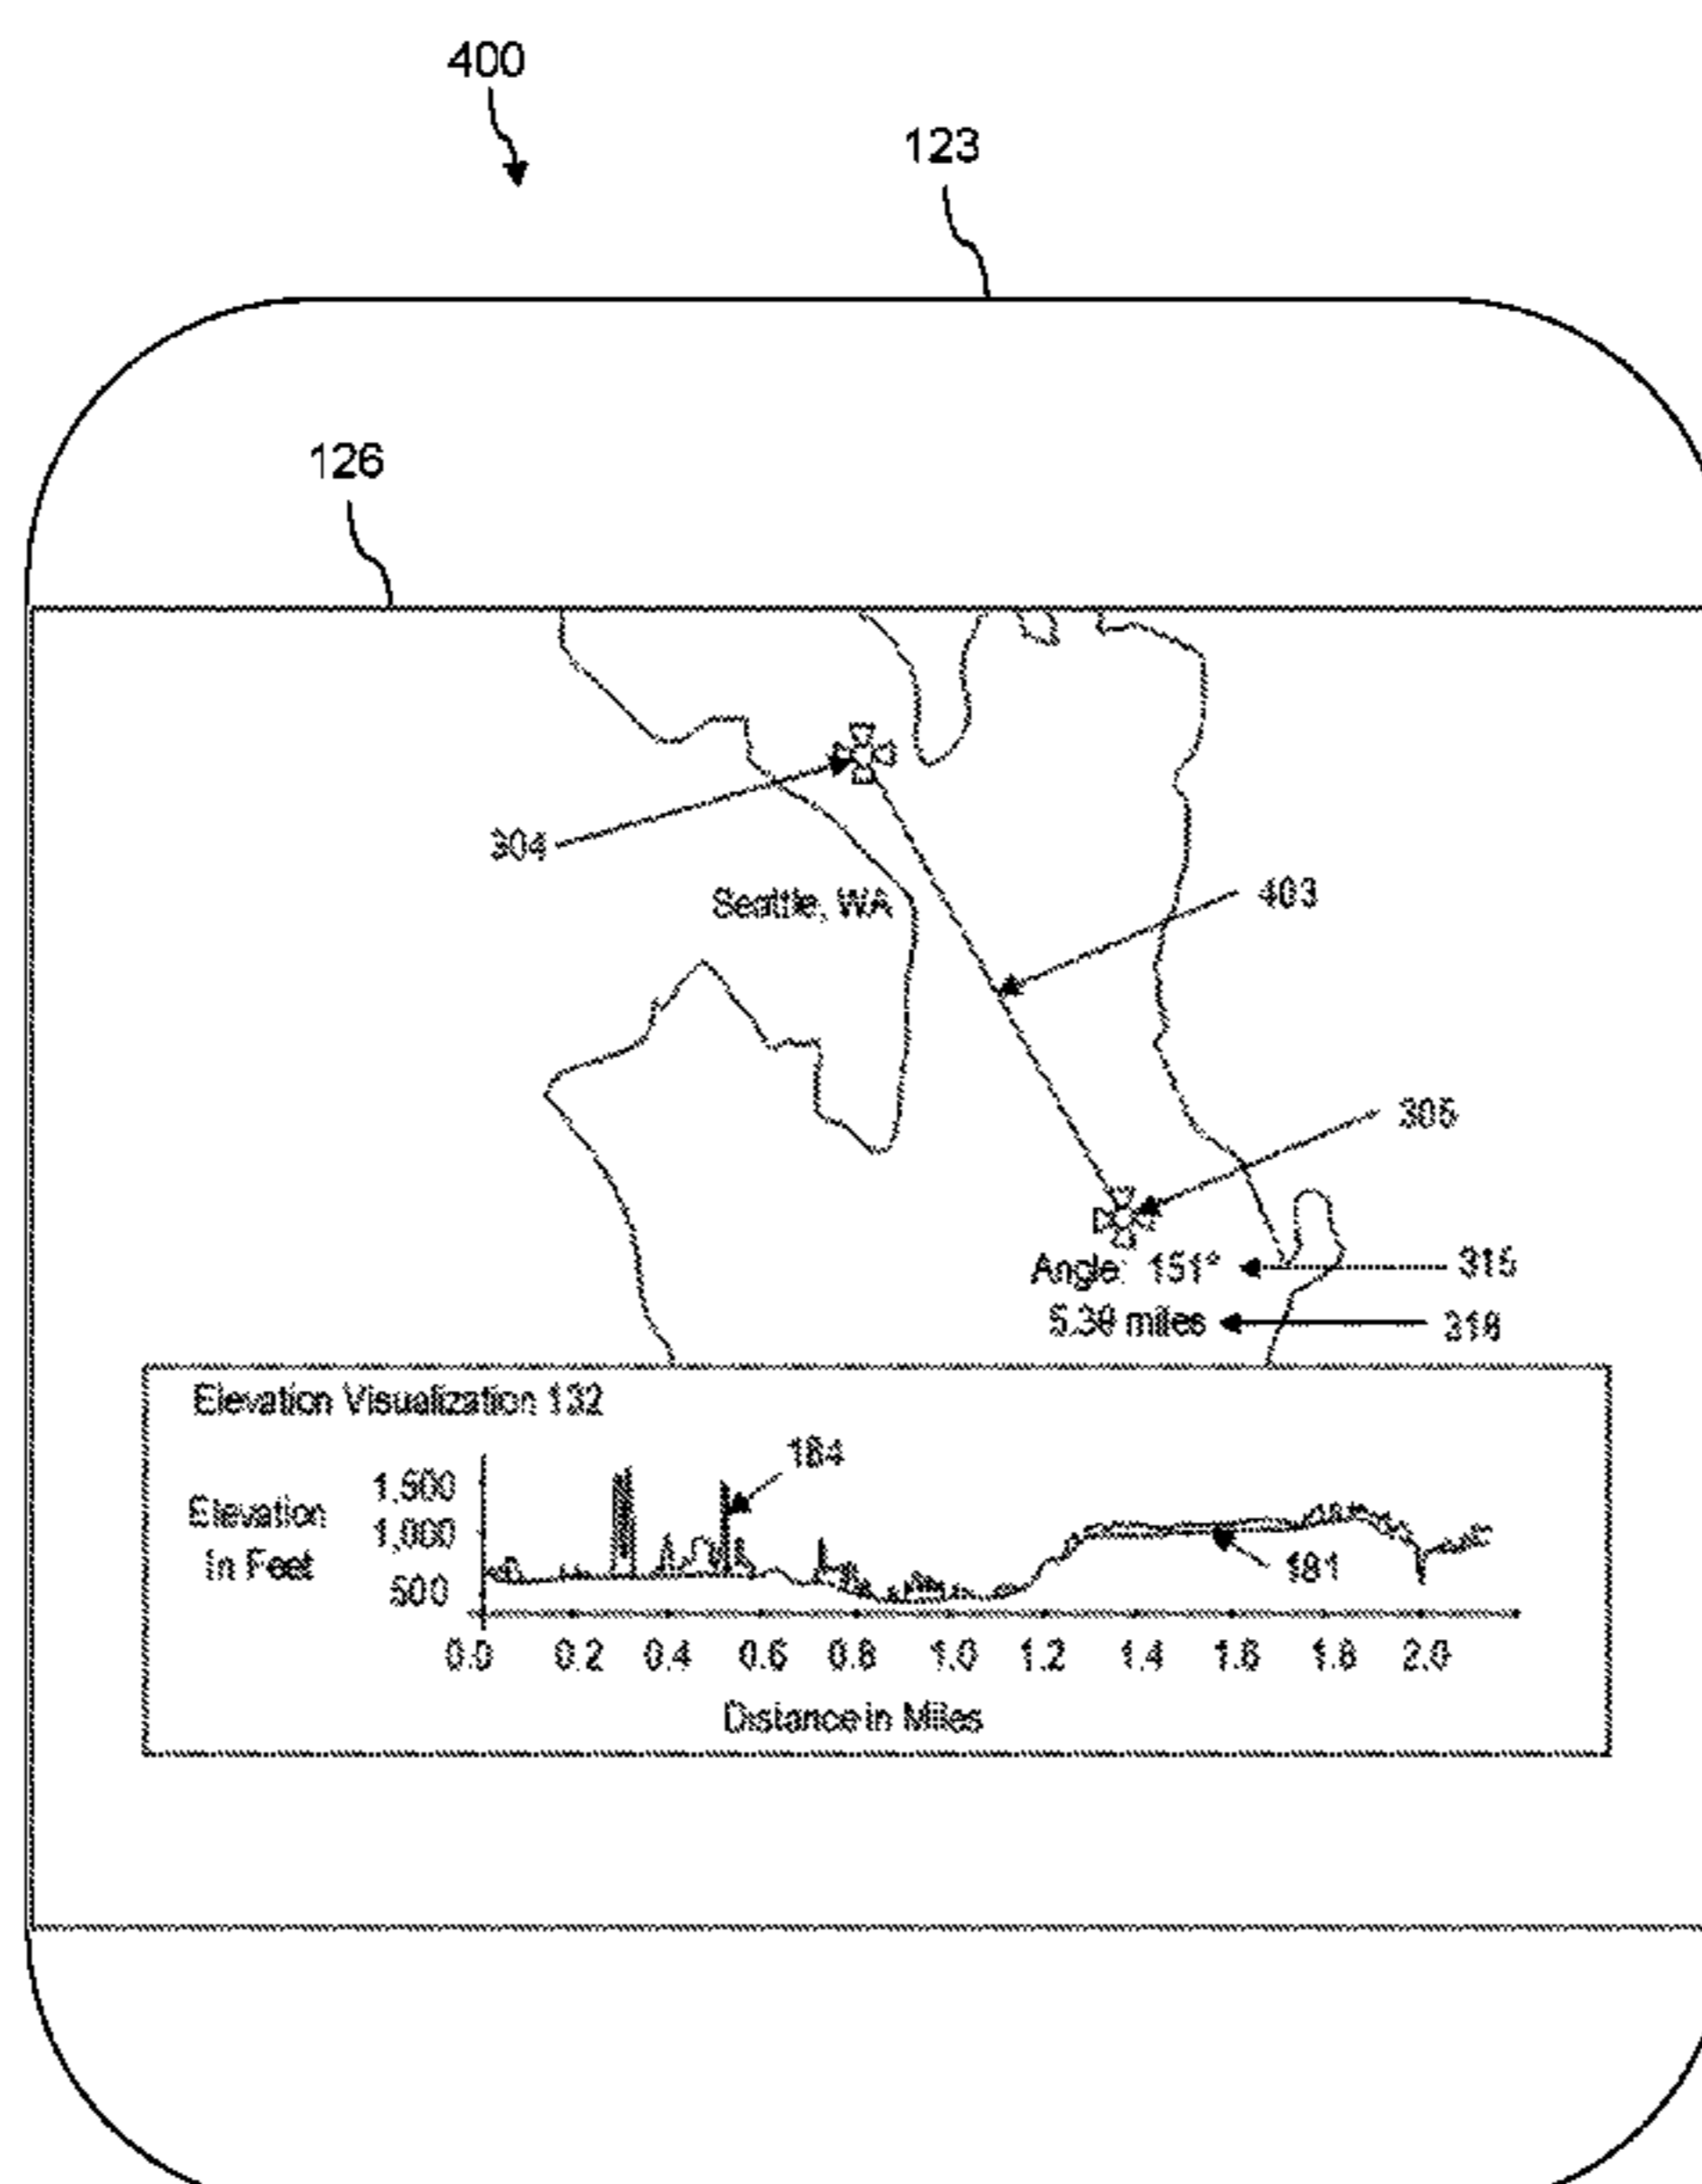 400
123
126
304
Seattle, WA
403
305
Angle: 151° 315
5.39 miles 318
Elevation Visualization 132
184
1,500
Elevation
1,000
In Feet
181
500
0.0 0.2 0.4 0.6 0.8 1.0 1.2 1.4 1.6 1.8 2.0
Distance in Miles